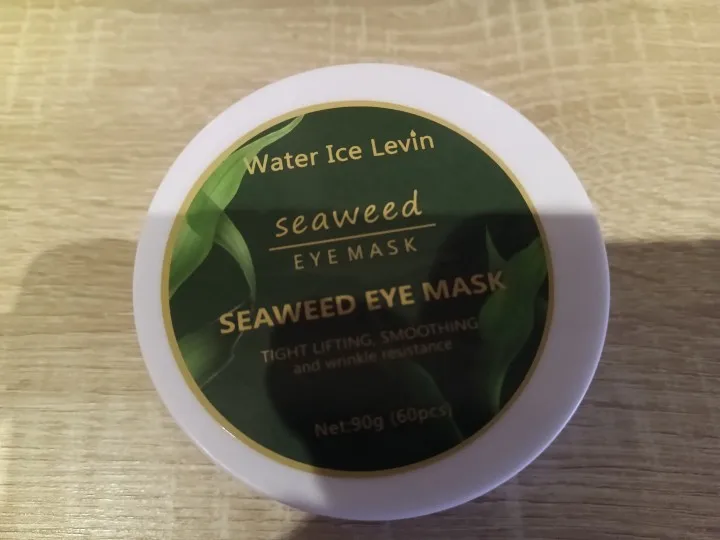 Water Ice Levin
seaweed
EYE MASK
SEAWEED EYE MASK
TIGHT LIFTING, SMOOTHING
and wrinkle resistance
Net:90g (60pcs)